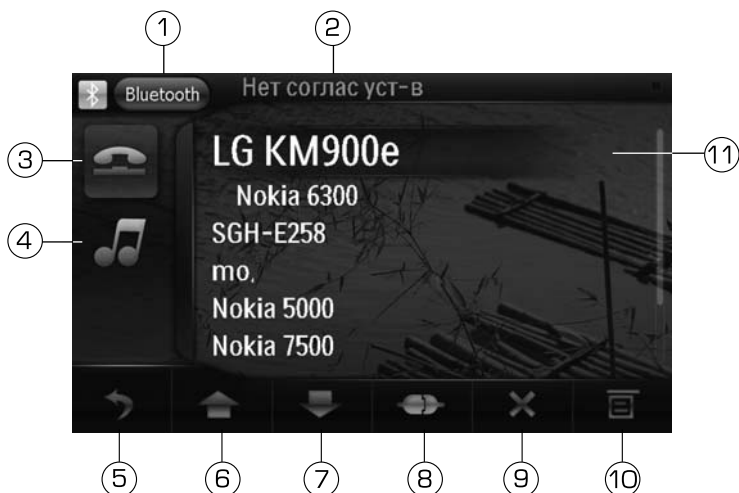 1 2
Bluetooth Нет соглас уст-в
3 LG KM900e 11
Nokia 6300
4 SGH-E258
mo,
Nokia 5000
Nokia 7500
5 6 7 8 9 10